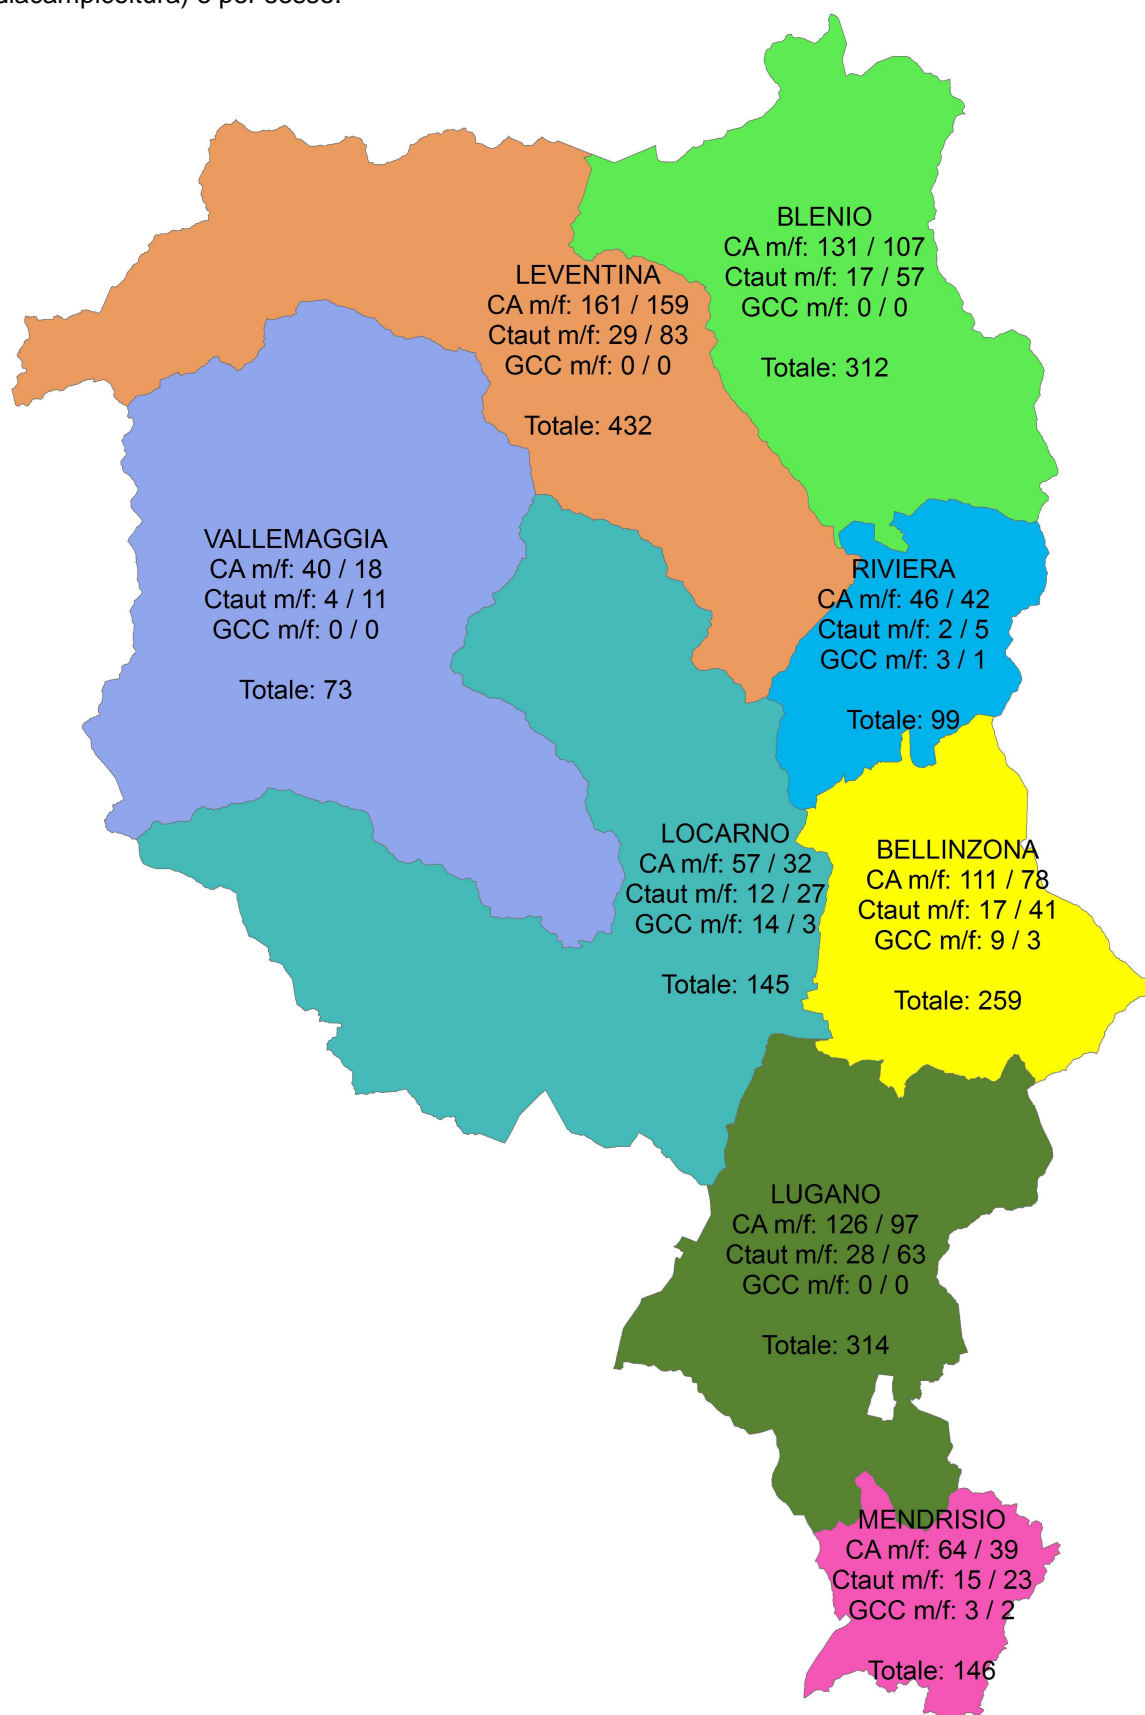 diacampicoltura) e per sesso.
BLENIO
CA m/f: 131 / 107
Ctaut m/f: 17 / 57
GCC m/f: 0 / 0
Totale: 312
LEVENTINA
CA m/f: 161 / 159
Ctaut m/f: 29 / 83
GCC m/f: 0 / 0
Totale: 432
VALLEMAGGIA
CA m/f: 40 / 18
Ctaut m/f: 4 / 11
GCC m/f: 0 / 0
Totale: 73
RIVIERA
CA m/f: 46 / 42
Ctaut m/f: 2 / 5
GCC m/f: 3 / 1
Totale: 99
LOCARNO
CA m/f: 57 / 32
Ctaut m/f: 12 / 27
GCC m/f: 14 / 3
Totale: 145
BELLINZONA
CA m/f: 111 / 78
Ctaut m/f: 17 / 41
GCC m/f: 9 / 3
Totale: 259
LUGANO
CA m/f: 126 / 97
Ctaut m/f: 28 / 63
GCC m/f: 0 / 0
Totale: 314
MENDRISIO
CA m/f: 64 / 39
Ctaut m/f: 15 / 23
GCC m/f: 3 / 2
Totale: 146